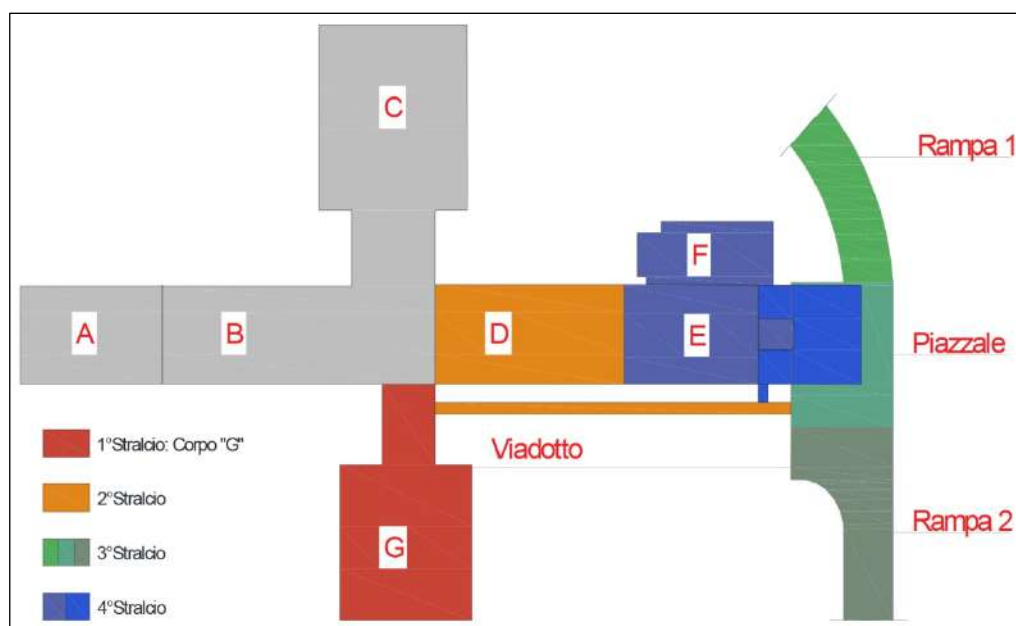 C
Rampa 1
F
A
B
D
E
Piazzale
1°Stralcio: Corpo "G"
Viadotto
2°Stralcio
Rampa 2
G
3°Stralcio
4°Stralcio